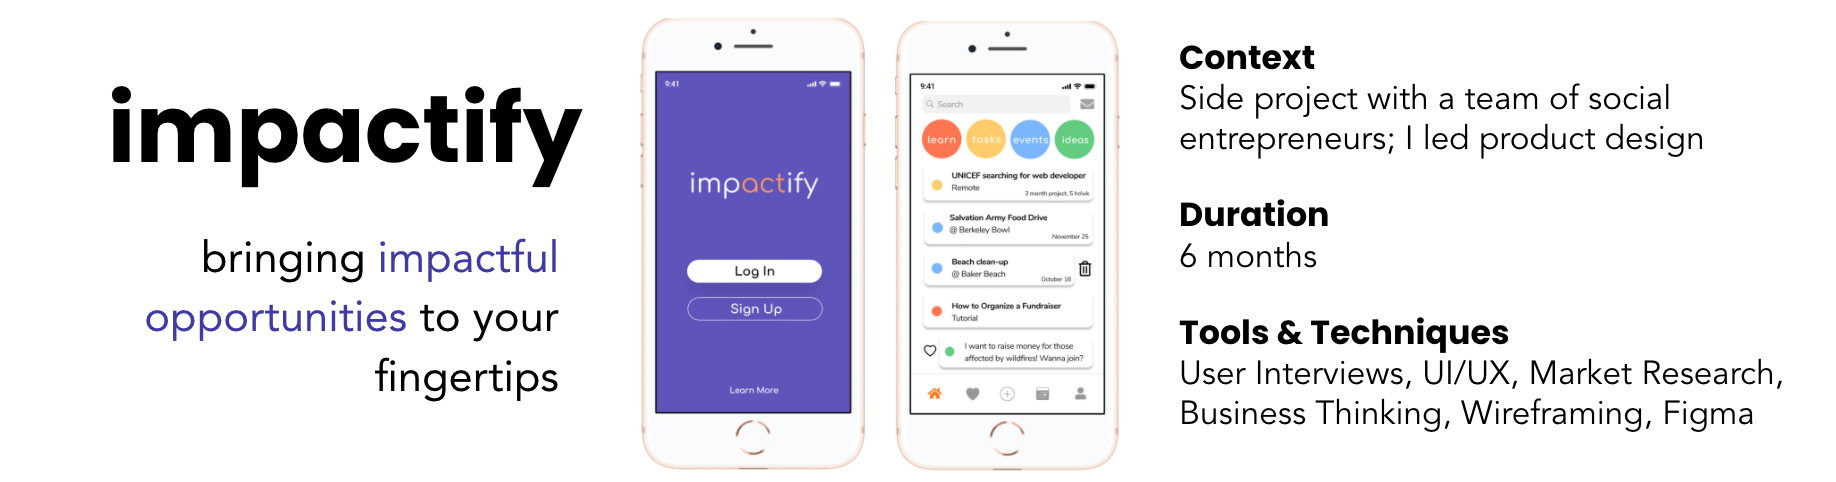 impactify
bringing impactful
opportunities to your
fingertips
9:41
impactify
Log In
Sign Up
Learn More
9:41
Search
learn
tasks
events
ideas
UNICEF searching for web developer
Remote
3 month project, 5 hr/wk
Salvation Army Food Drive
@ Berkeley Bowl
November 25
Beach clean-up
@ Baker Beach
October 18
How to Organize a Fundraiser
Tutorial
I want to raise money for those
affected by wildfires! Wanna join?
Context
Side project with a team of social
entrepreneurs; I led product design
Duration
6 months
Tools & Techniques
User Interviews, UI/UX, Market Research,
Business Thinking, Wireframing, Figma